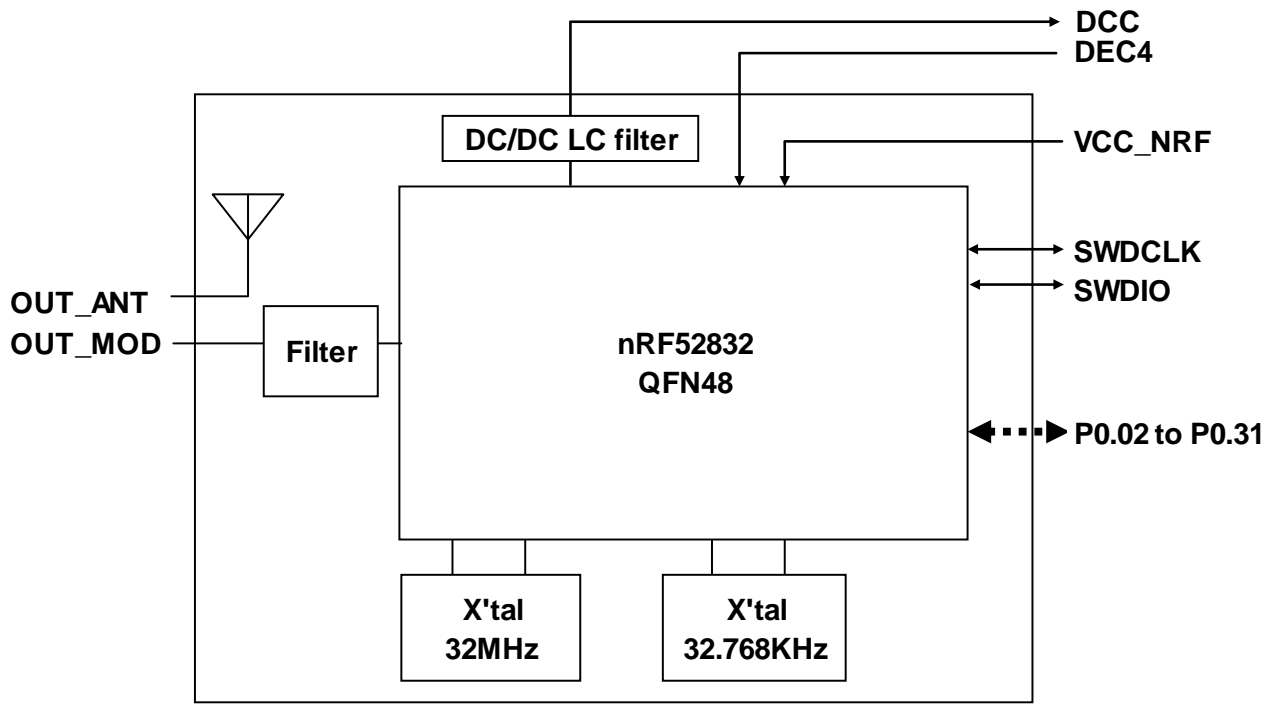 DCC
DEC4
DC/DC LC filter
VCC_NRF
SWDCLK
SWDIO
OUT_ANT
OUT_MOD
Filter
nRF52832
QFN48
P0.02 to P0.31
X'tal
32MHz
X'tal
32.768KHz